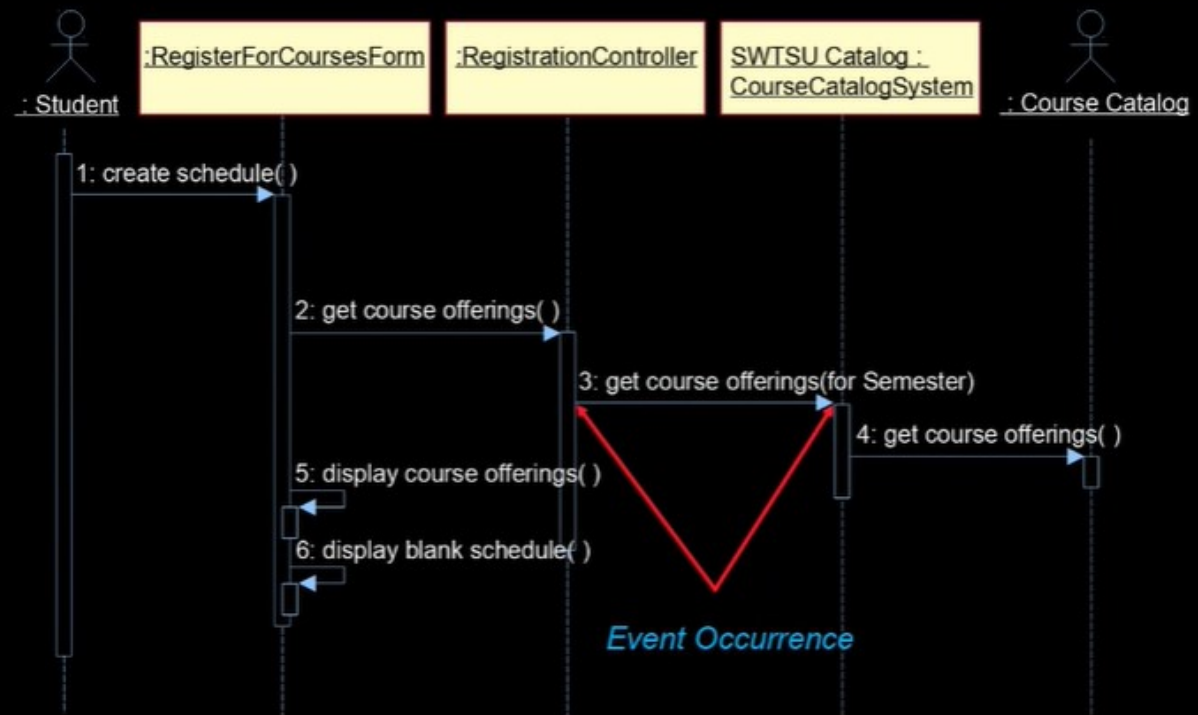 : Student
:RegisterForCoursesForm
:RegistrationController
SWTSU Catalog :
CourseCatalogSystem
: Course Catalog
1: create schedule( )
2: get course offerings( )
3: get course offerings(for Semester)
4: get course offerings( )
5: display course offerings( )
6: display blank schedule( )
Event Occurrence